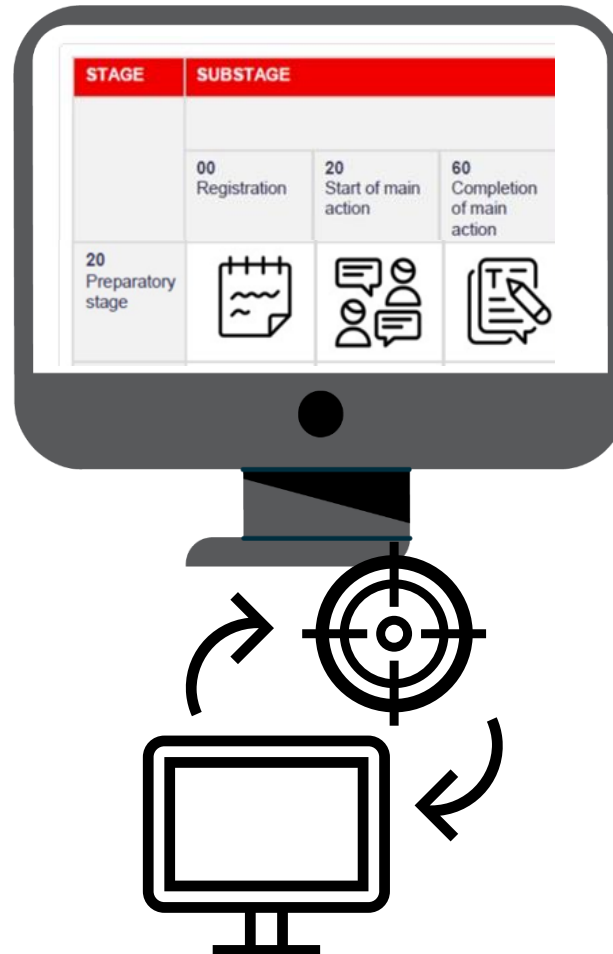 STAGE SUBSTAGE
00 20 60
Registration Start of main Completion
action of main
action
20
Preparatory
stage
T